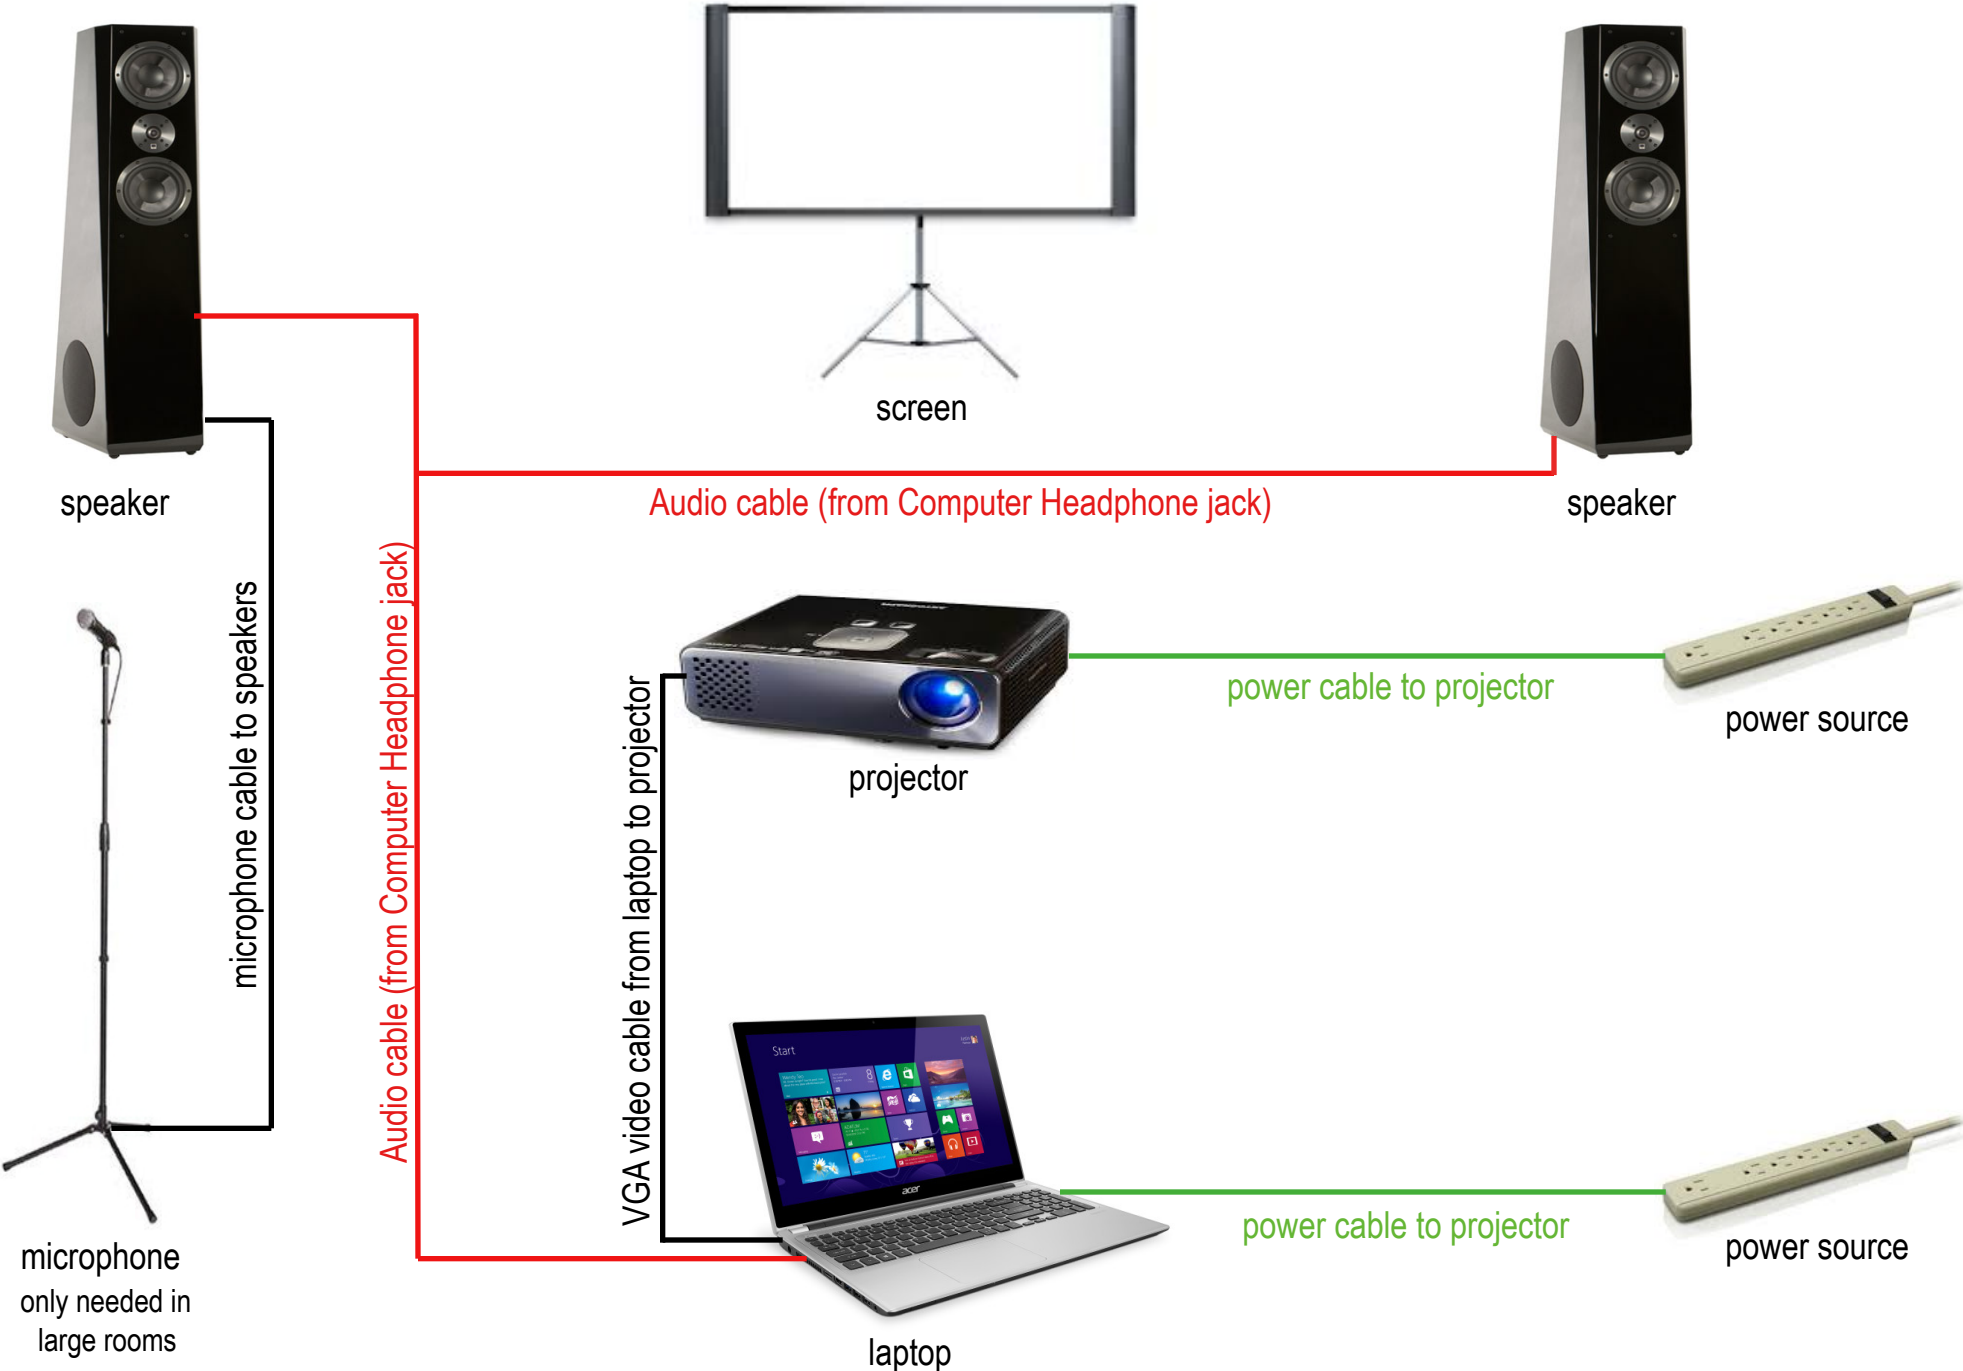 screen
speaker
speaker
Audio cable (from Computer Headphone jack)
Audio cable (from Computer Headphone jack)
microphone cable to speakers
VGA video cable from laptop to projector
projector
power cable to projector
power source
Start
acer
power cable to projector
power source
microphone
only needed in
large rooms
laptop